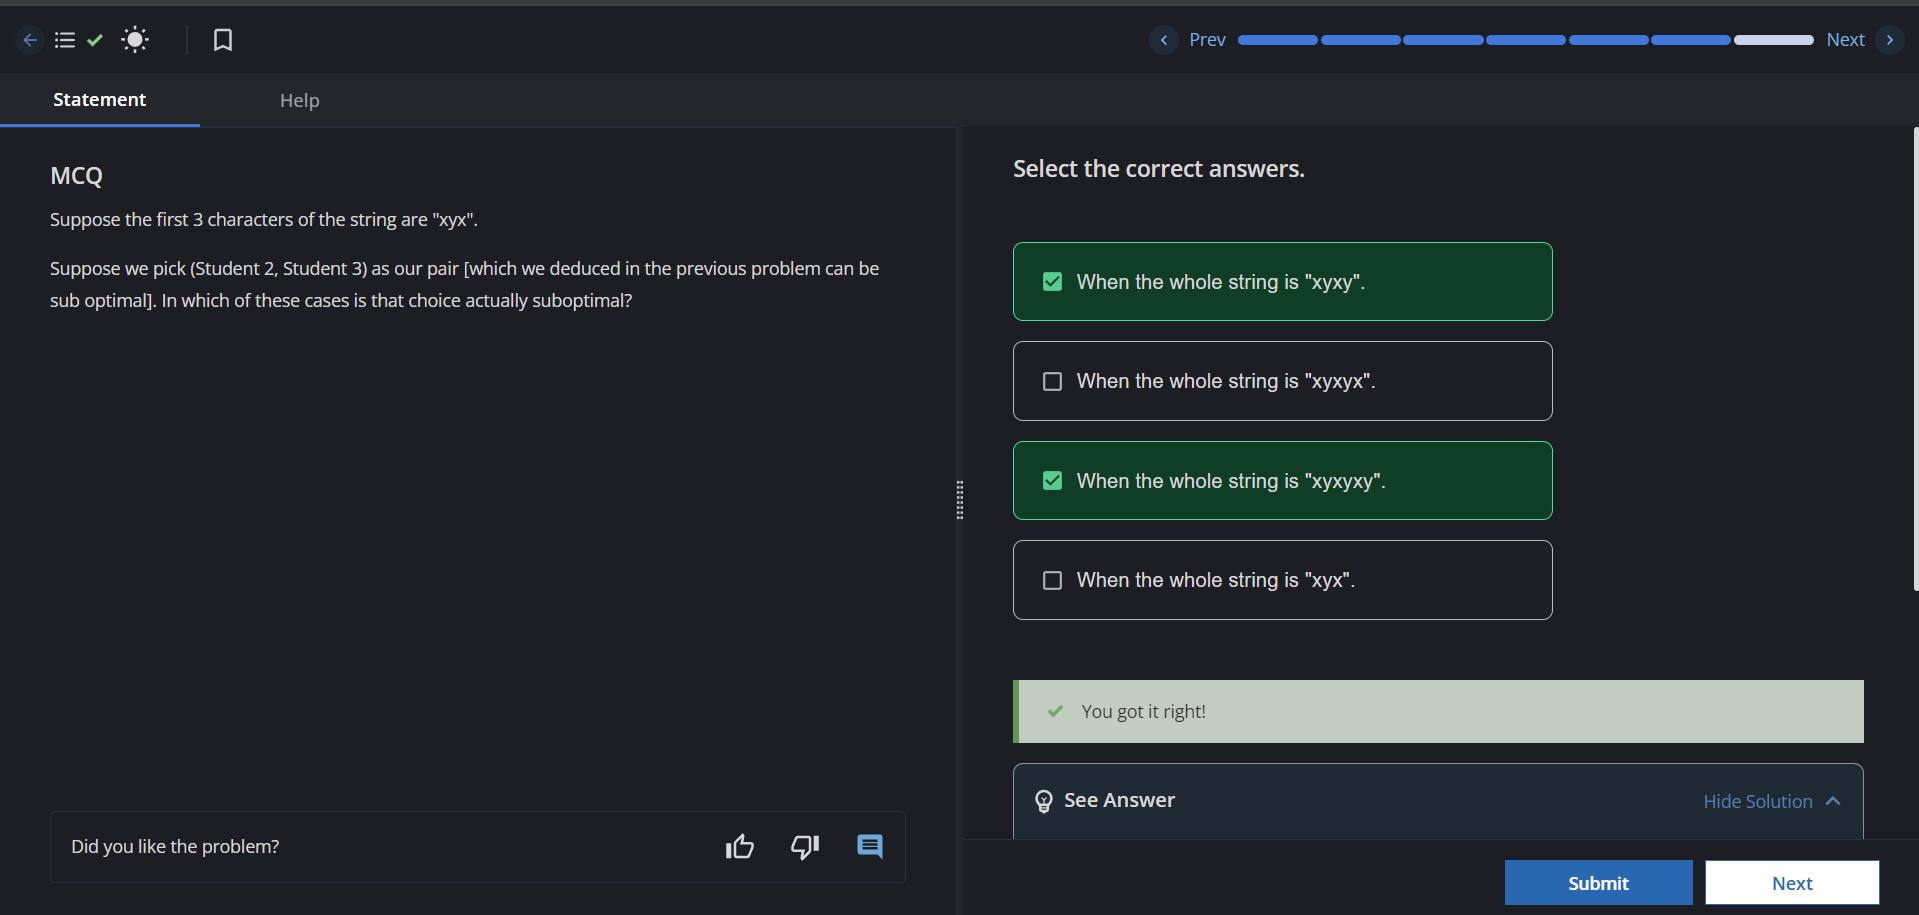 Prev
Next
Statement
Help
MCQ
Suppose the first 3 characters of the string are "xyx".
Suppose we pick (Student 2, Student 3) as our pair [which we deduced in the previous problem can be
sub optimal]. In which of these cases is that choice actually suboptimal?
Did you like the problem?
Select the correct answers.
When the whole string is "xyxy".
When the whole string is "xyxyx".
When the whole string is "xyxyxy".
When the whole string is "xyx".
You got it right!
See Answer
Hide Solution
Submit
Next